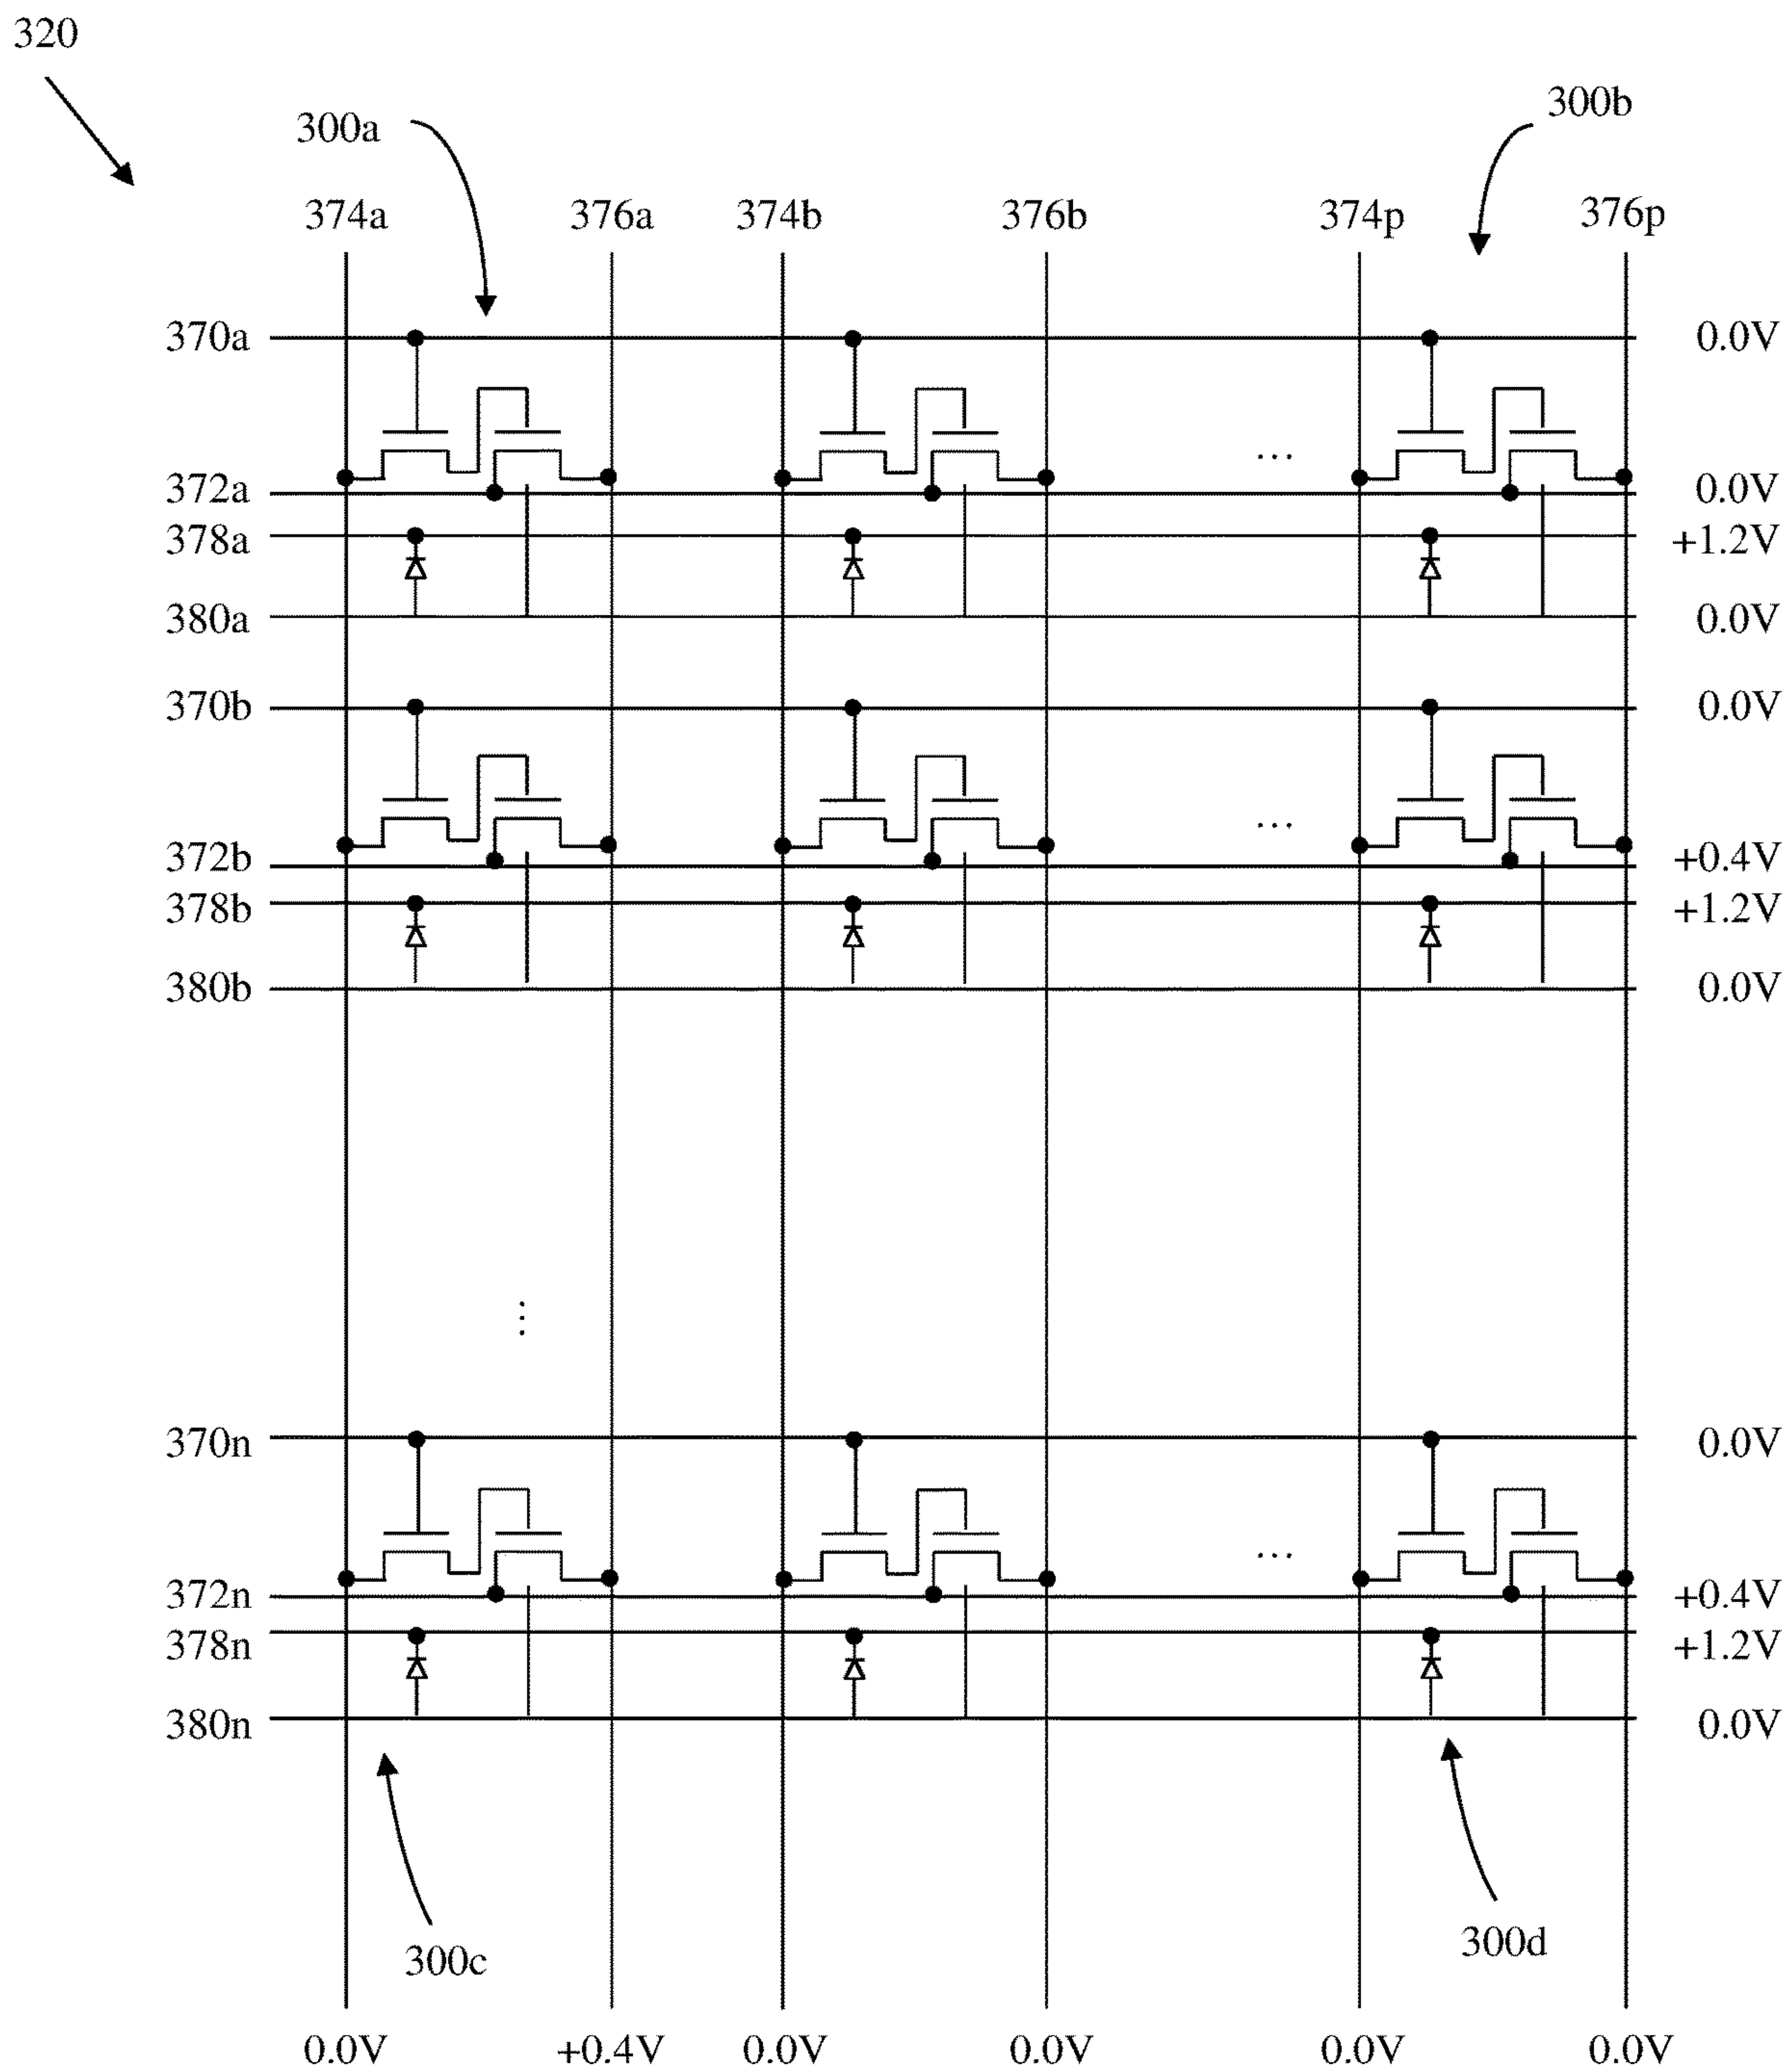 320
300a
300b
374a 376a 374b 376b 374p 376p
370a 0.0V
372a 0.0V
378a +1.2V
380a 0.0V
370b 0.0V
372b +0.4V
378b +1.2V
380b 0.0V
370n 0.0V
372n +0.4V
378n +1.2V
380n 0.0V
300c
300d
0.0V +0.4V 0.0V 0.0V 0.0V 0.0V